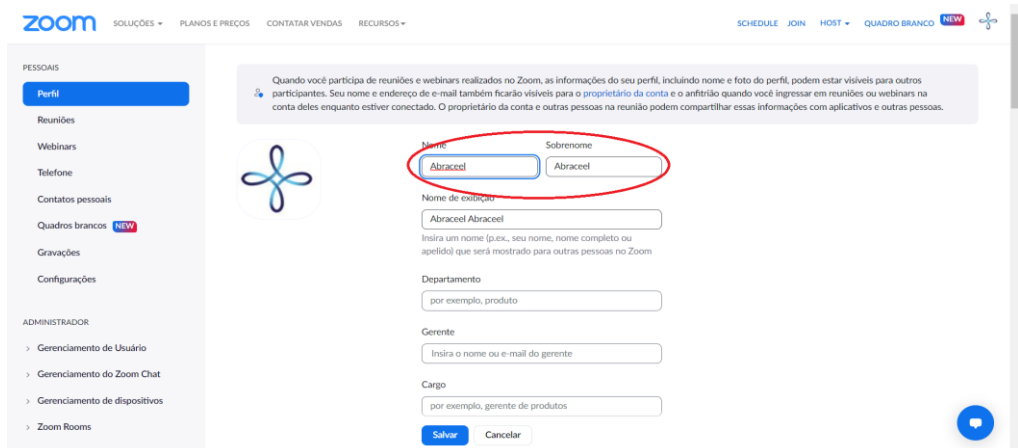 zoom SOLUÇÕES PLANOS E PREÇOS CONTATAR VENDAS RECURSOS SCHEDULE JOIN HOST QUADRO BRANCO NEW
PESSOAIS
Perfil
Reuniões
Webinars
Telefone
Contatos pessoais
Quadros brancos NEW
Gravações
Configurações
ADMINISTRADOR
Gerenciamento de Usuário
Gerenciamento do Zoom Chat
Gerenciamento de dispositivos
Zoom Rooms
Quando você participa de reuniões e webinars realizados no Zoom, as informações do seu perfil, incluindo nome e foto do perfil, podem estar visíveis para outros
participantes. Seu nome e endereço de e-mail também ficarão visíveis para o proprietário da conta e o anfitrião quando você ingressar em reuniões ou webinars na
conta deles enquanto estiver conectado. O proprietário da conta e outras pessoas na reunião podem compartilhar essas informações com aplicativos e outras pessoas.
Nome Sobrenome
Abraceel Abraceel
Nome de exibição
Abraceel Abraceel
Insira um nome (p.ex., seu nome, nome completo ou
apelido) que será mostrado para outras pessoas no Zoom
Departamento
por exemplo, produto
Gerente
Insira o nome ou e-mail do gerente
Cargo
por exemplo, gerente de produtos
Salvar Cancelar